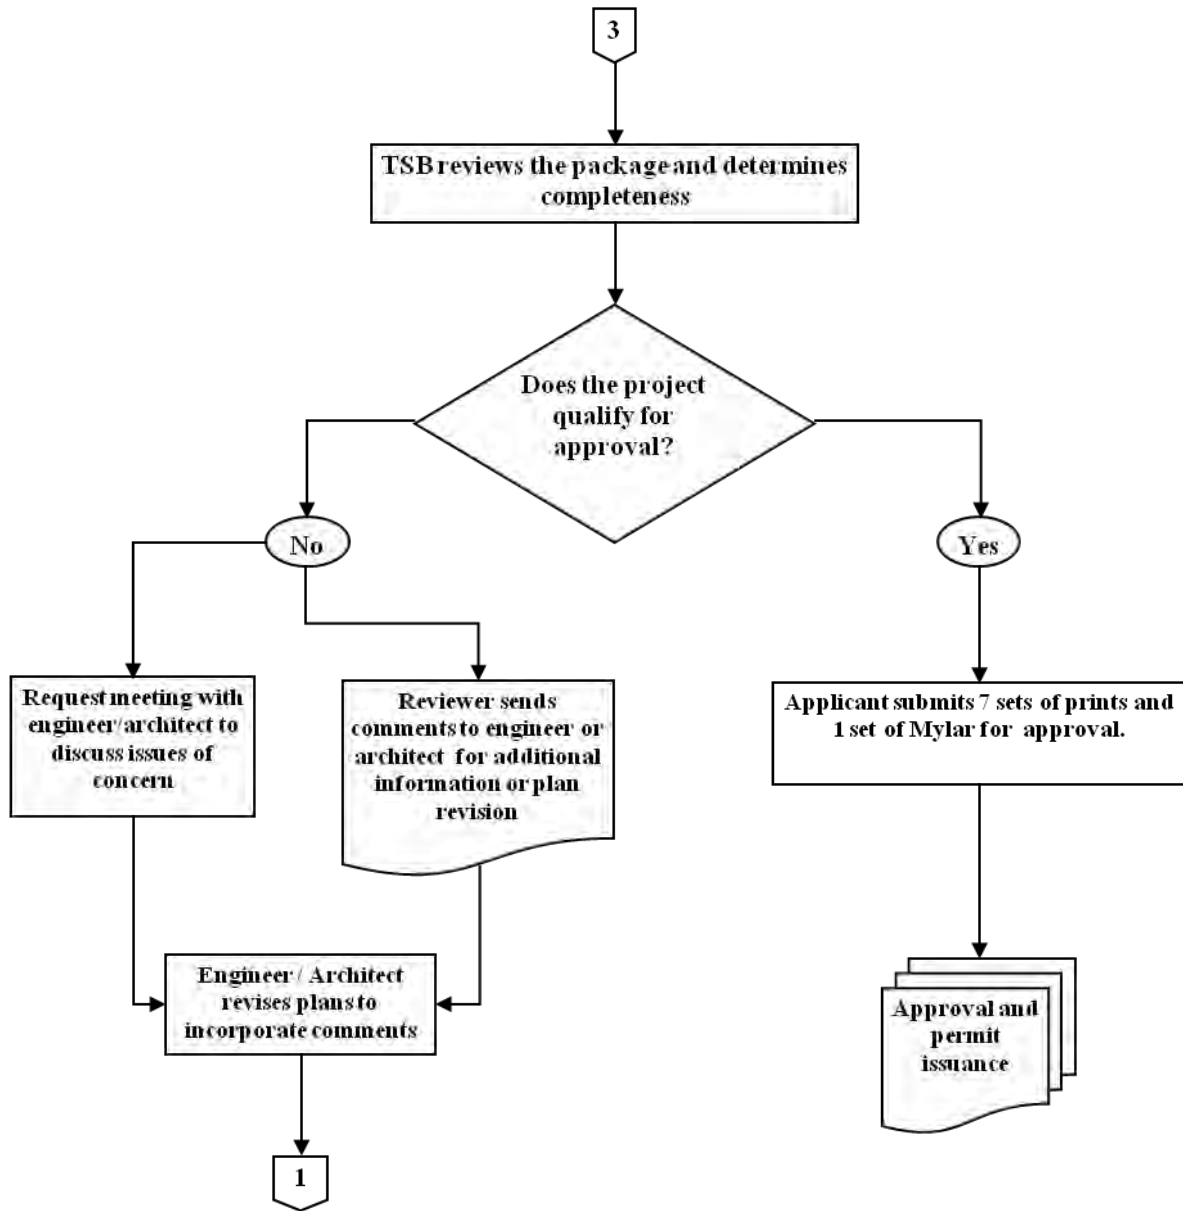 3
TSB reviews the package and determines
completeness
Does the project
qualify for
approval?
No
Yes
Request meeting with
engineer/architect to
discuss issues of
concern
Reviewer sends
comments to engineer or
architect for additional
information or plan
revision
Applicant submits 7 sets of prints and
1 set of Mylar for approval.
Engineer / Architect
revises plans to
incorporate comments
Approval and
permit
issuance
1